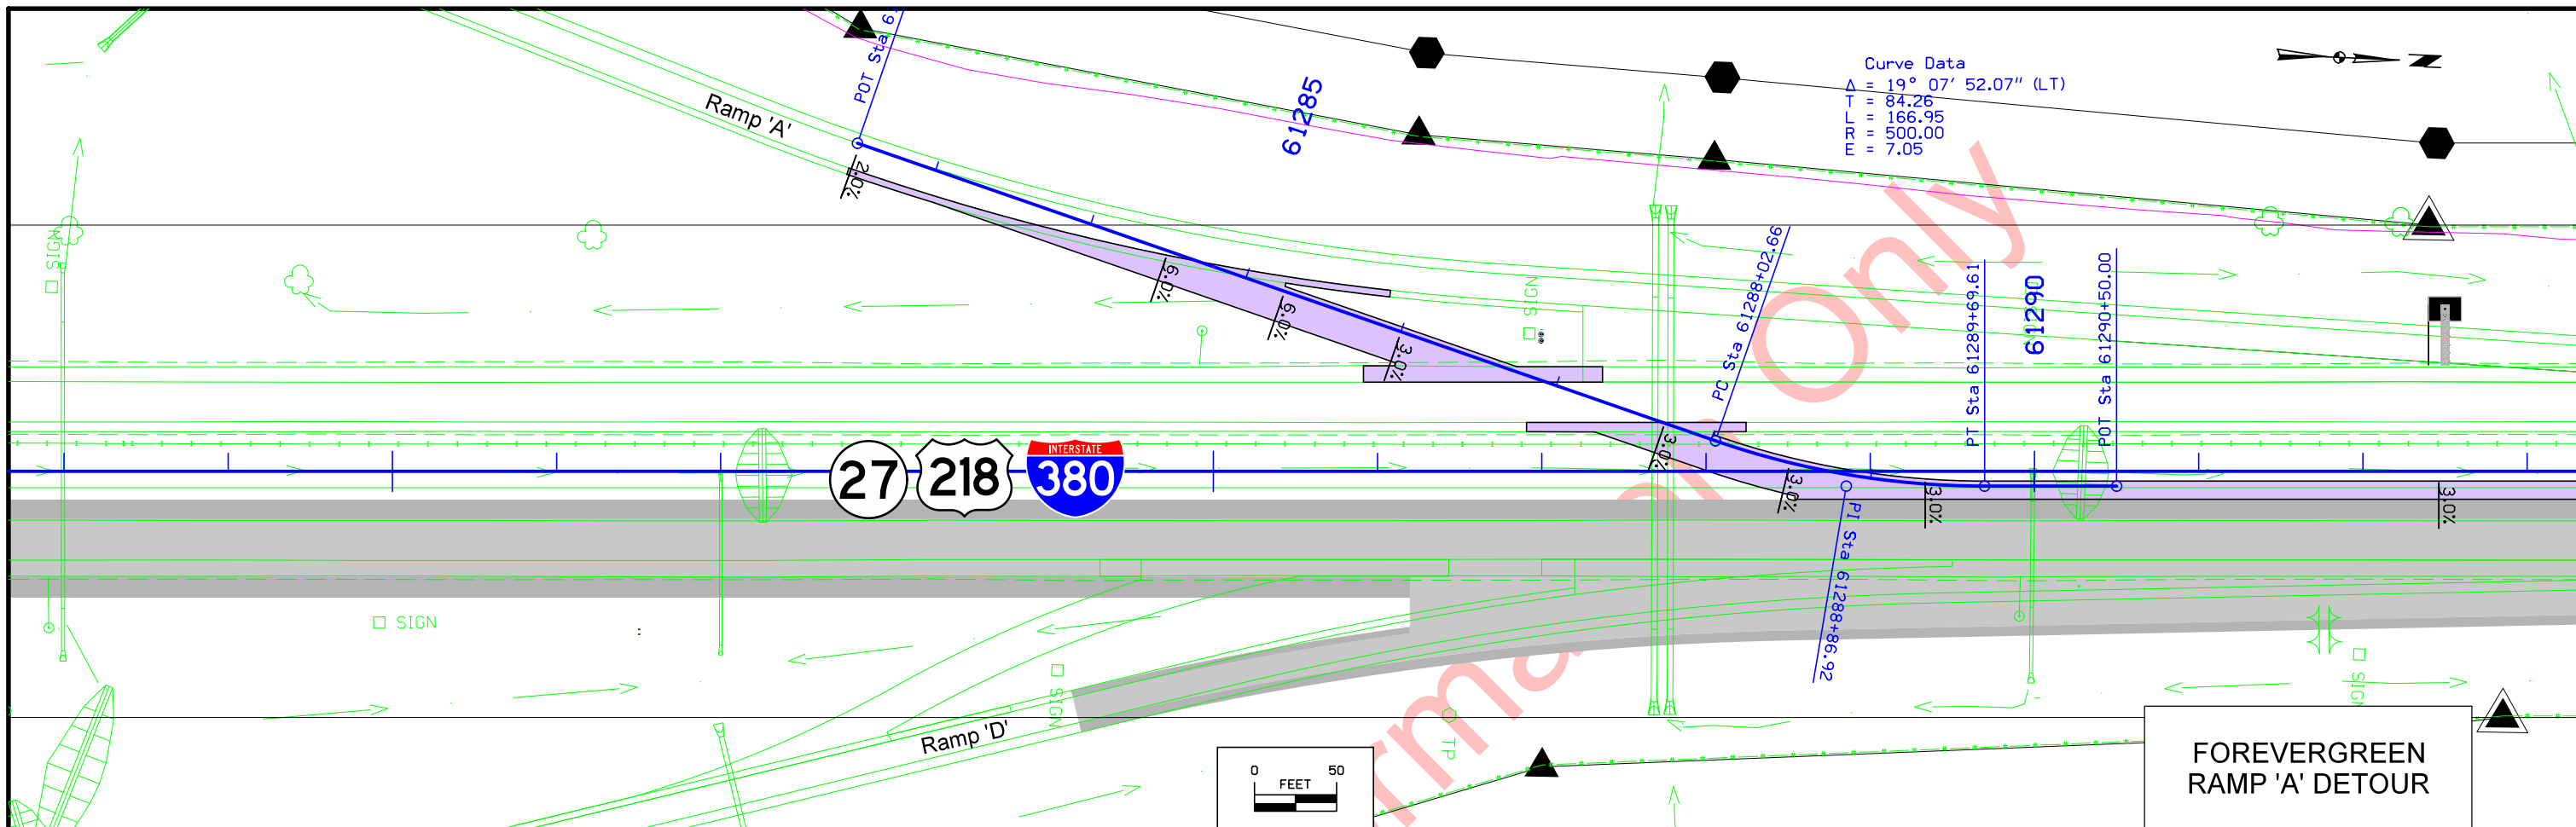 POT Sta 6
Ramp 'A'
61285
Curve Data
Δ = 19° 07' 52.07" (LT)
T = 84.26
L = 166.95
R = 500.00
E = 7.05
N
2.0%
SIGN
6.0%
6.0%
3.0%
SIGN
PC Sta 61288+02.66
PT Sta 61289+69.61
61290
POT Sta 61290+50.00
Only
27
218
INTERSTATE
380
3.0%
3.0%
3.0%
3.0%
PI Sta 61288+86.92
SIGN
SIGN
SIGN
Ramp 'D'
TP
0 50
FEET
FOREVERGREEN
RAMP 'A' DETOUR